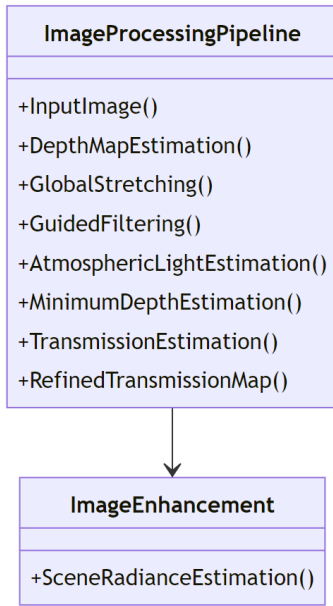 ImageProcessingPipeline
+InputImage()
+DepthMapEstimation()
+GlobalStretching()
+GuidedFiltering()
+AtmosphericLightEstimation()
+MinimumDepthEstimation()
+TransmissionEstimation()
+RefinedTransmissionMap()
ImageEnhancement
+SceneRadianceEstimation()